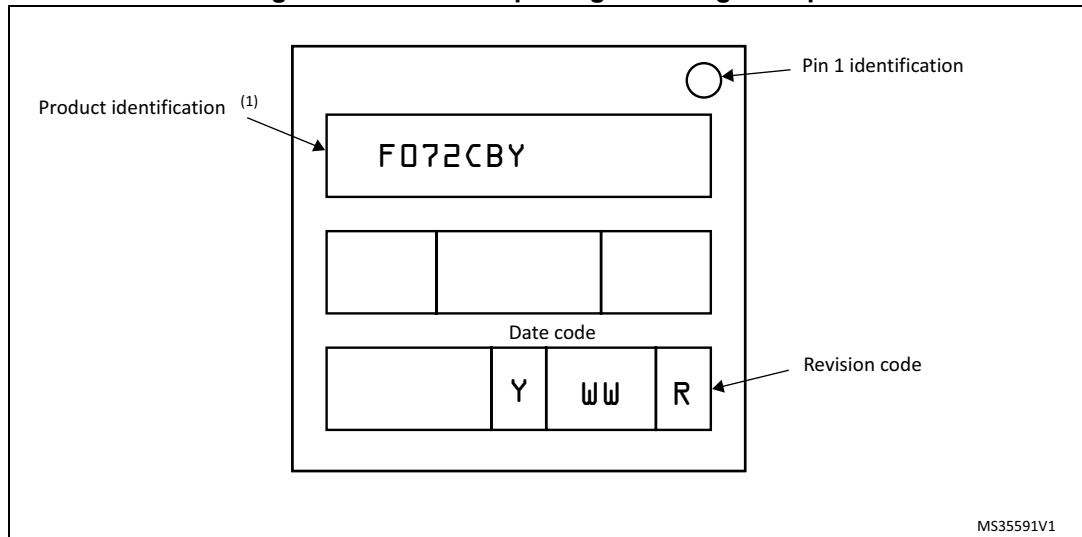 Pin 1 identification
Product identification (1)
F072CBY
Date code
Y WW R
Revision code
MS35591V1